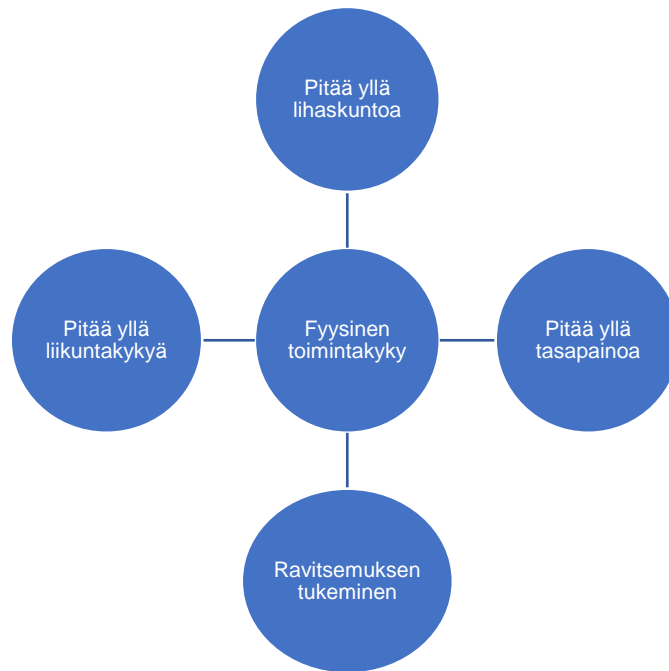 Pitää yllä
lihaskuntoa
Pitää yllä
liikuntakykyä
Fyysinen
toimintakyky
Pitää yllä
tasapainoa
Ravitsemuksen
tukeminen